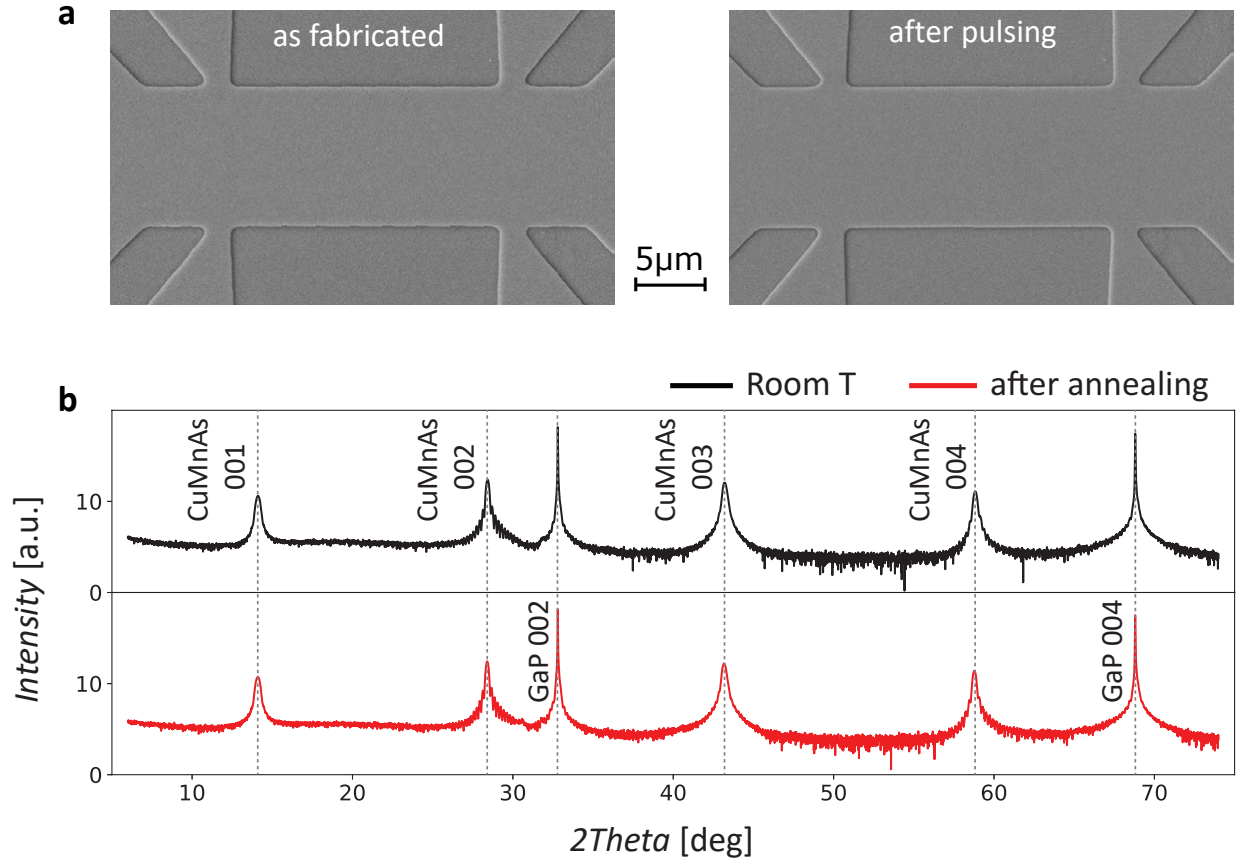 a
as fabricated
after pulsing
5μm
Room T
after annealing
b
CuMnAs
001
CuMnAs
002
CuMnAs
003
CuMnAs
004
10
0
GaP 002
GaP 004
10
0
Intensity [a.u.]
10
20
30
40
50
60
70
2Theta [deg]